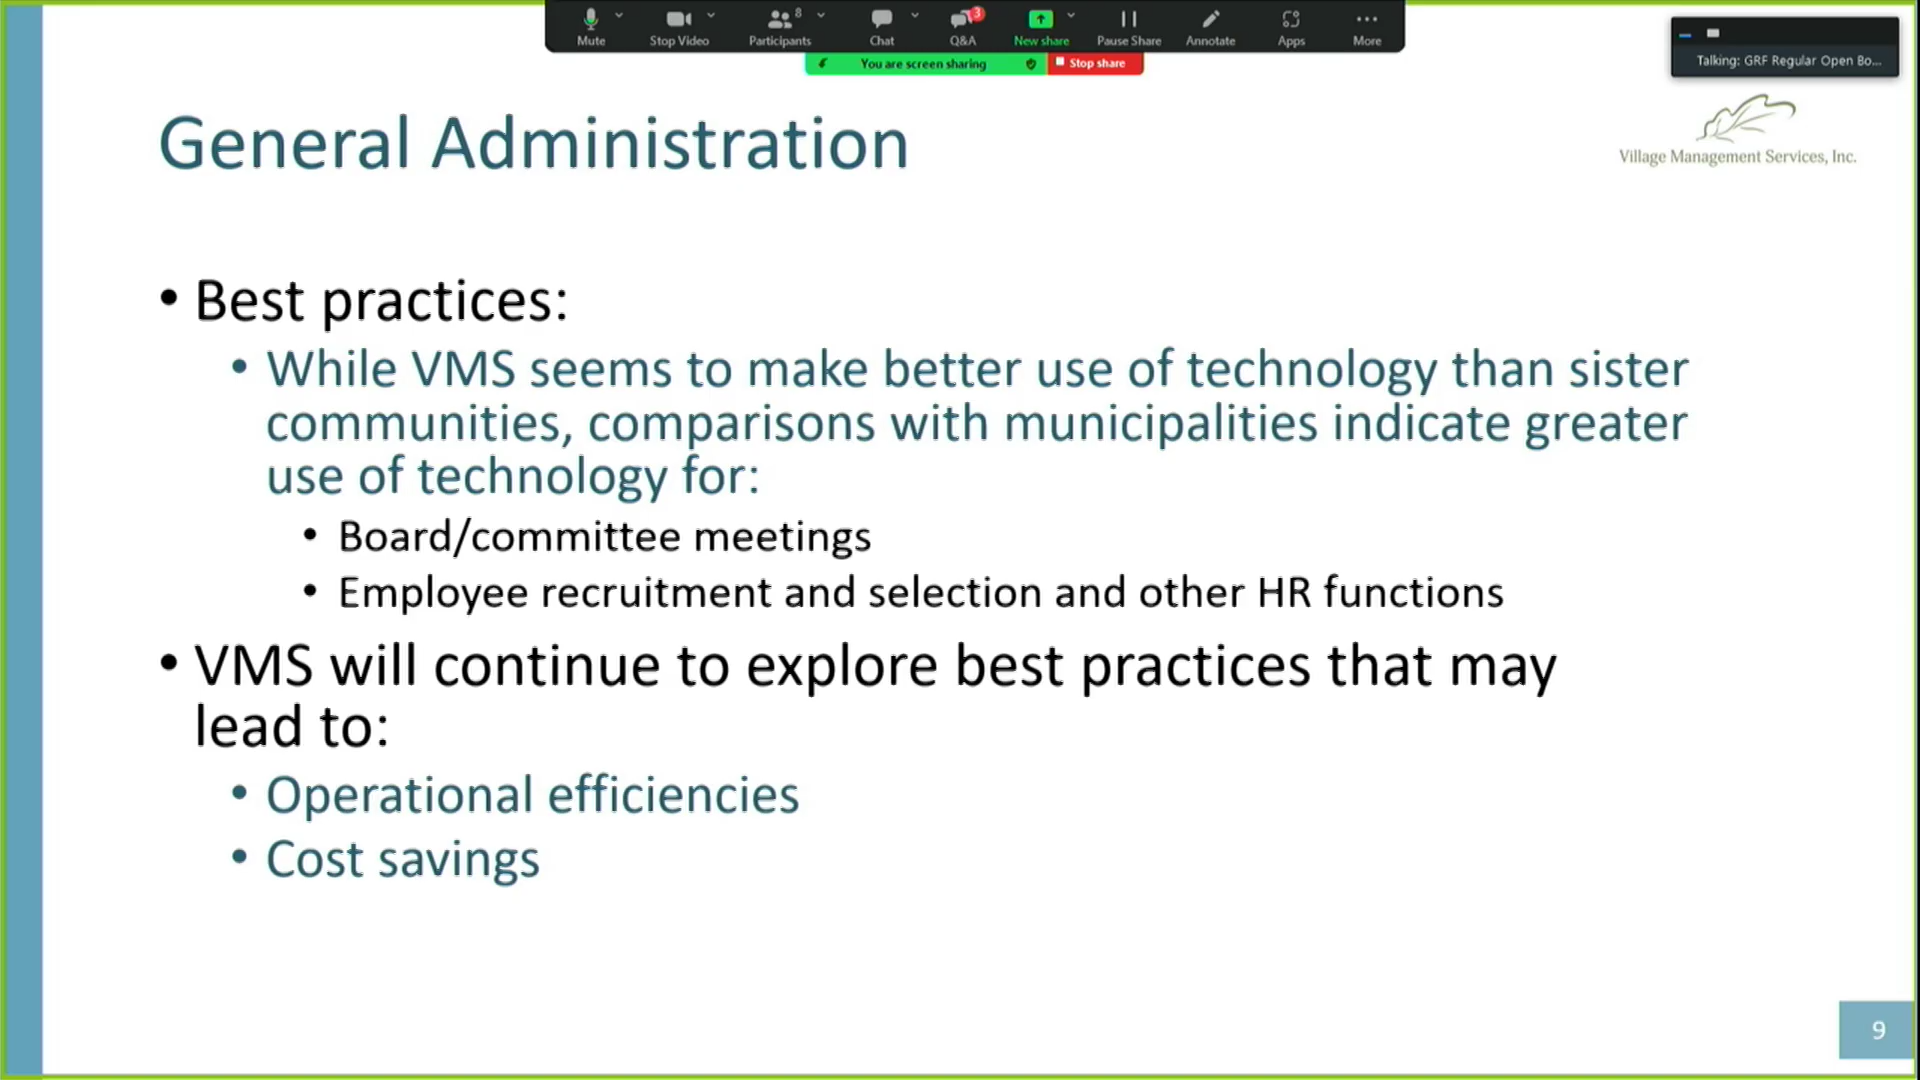 8
3
Mute
Stop Video
Participants
Chat
Q&A
New share
Pause Share
Annotate
Apps
More
You are screen sharing
Stop share
Talking: GRF Regular Open Bo...
Village Management Services, Inc.
General Administration
• Best practices:
• While VMS seems to make better use of technology than sister
communities, comparisons with municipalities indicate greater
use of technology for:
• Board/committee meetings
• Employee recruitment and selection and other HR functions
• VMS will continue to explore best practices that may
lead to:
• Operational efficiencies
• Cost savings
9